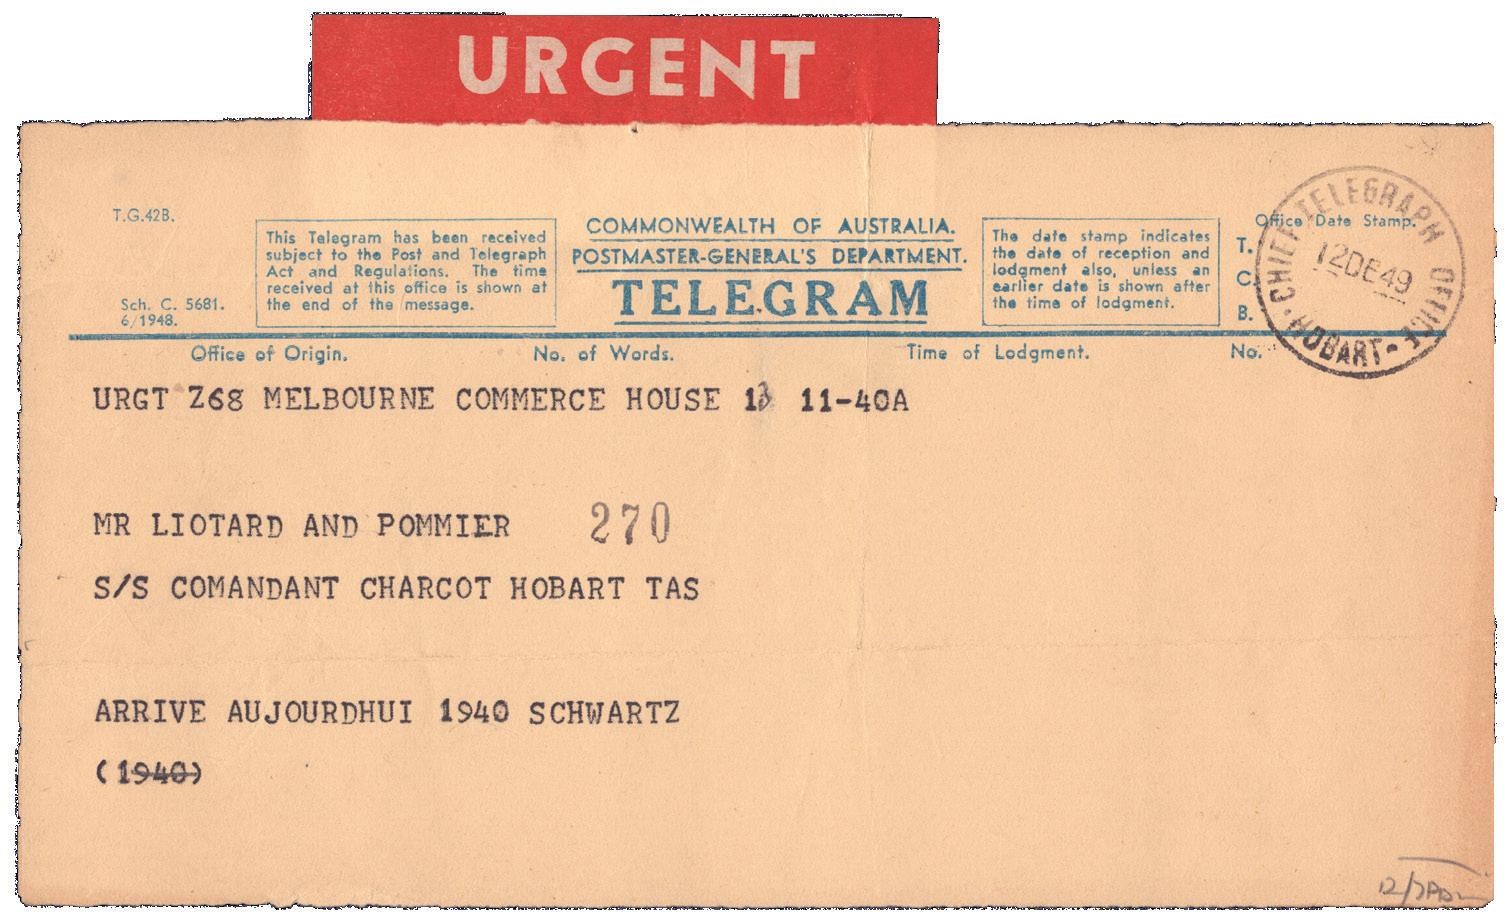 URGENT
T.G.42B.
Sch. C. 5681.
6/1948.
This Telegram has been received
subject to the Post and Telegraph
Act and Regulations. The time
received at this office is shown at
the end of the message.
COMMONWEALTH OF AUSTRALIA.
POSTMASTER-GENERAL'S DEPARTMENT.
TELEGRAM
The date stamp indicates
the date of reception and
lodgment also, unless an
earlier date is shown after
the time of lodgment.
Office Date Stamp.
T.
C.
B.
CHIEF TELEGRAPH OFFICE
12DE49
HOBART
Office of Origin.
No. of Words.
Time of Lodgment.
No.
URGT Z68 MELBOURNE COMMERCE HOUSE 13 11-40A
MR LIOTARD AND POMMIER 270
S/S COMANDANT CHARCOT HOBART TAS
ARRIVE AUJOURDHUI 1940 SCHWARTZ
(1940)